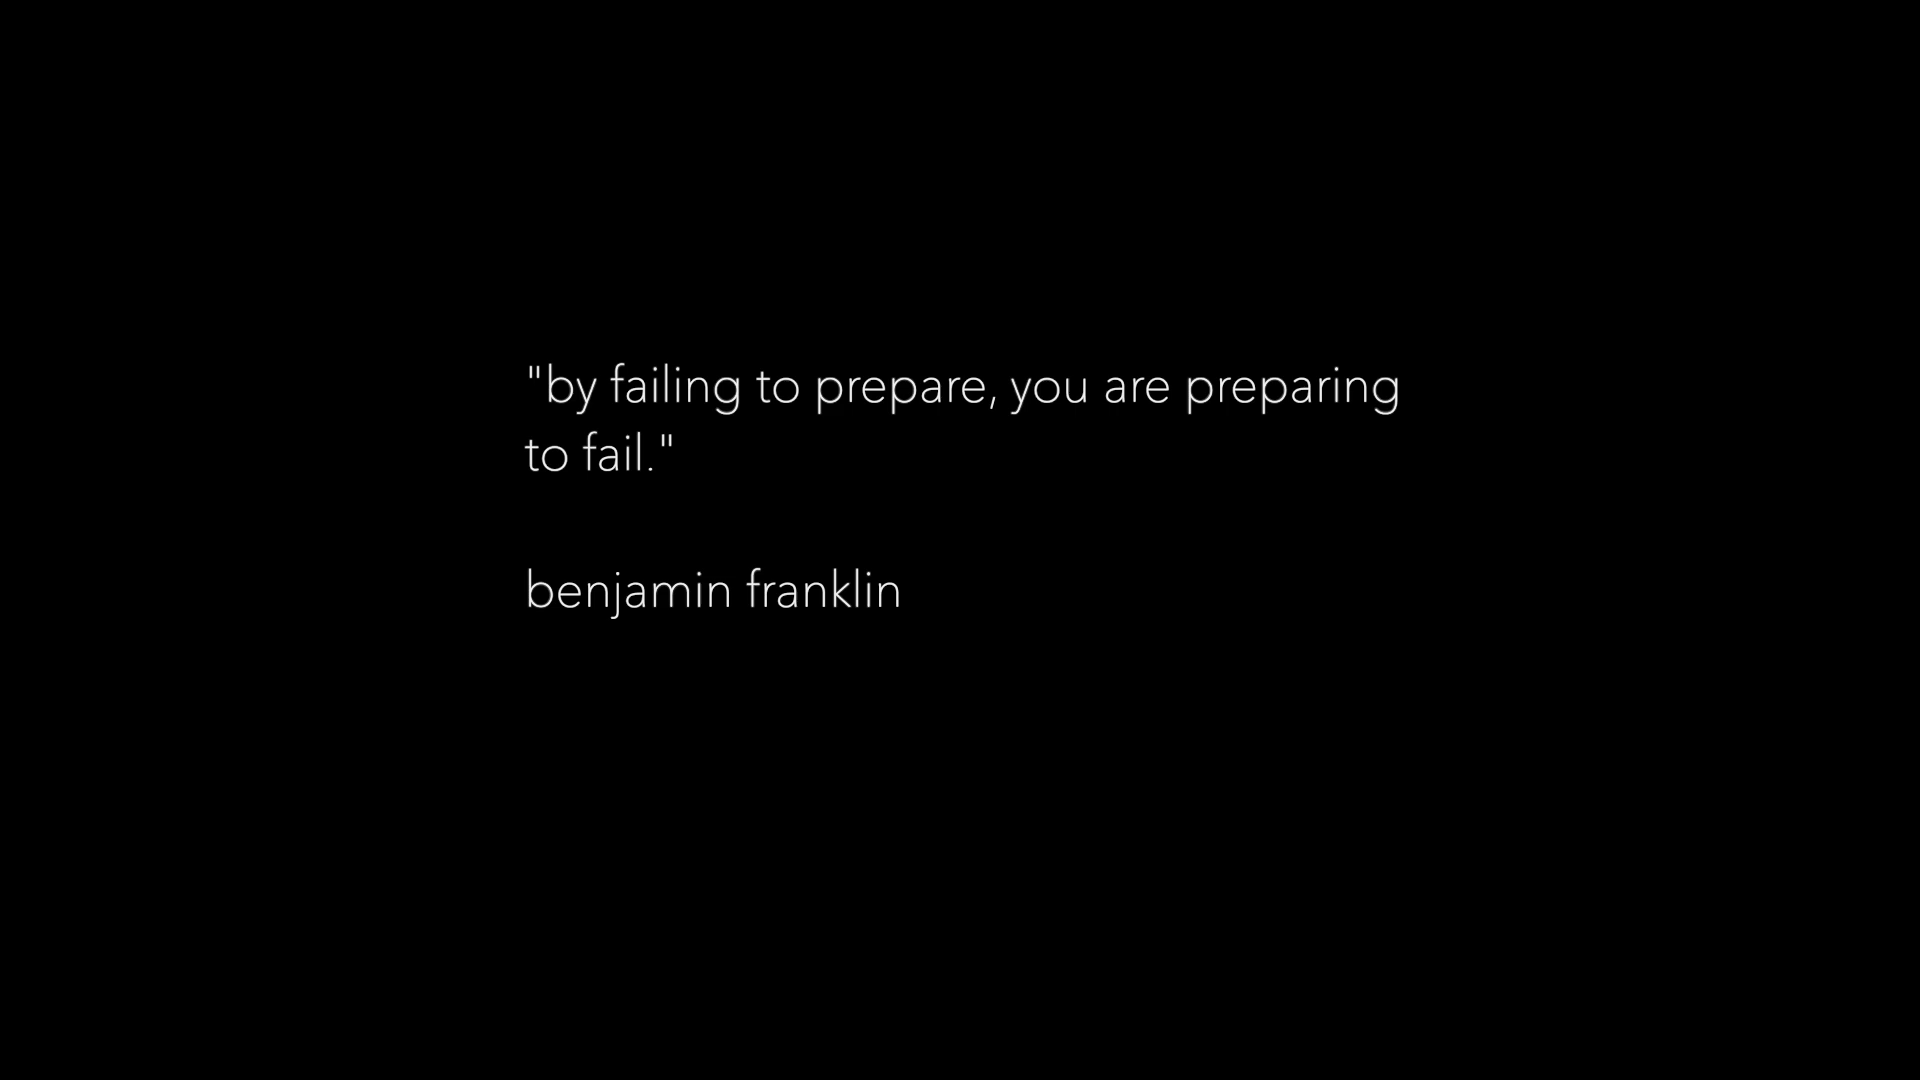 "by failing to prepare, you are preparing
to fail."
benjamin franklin